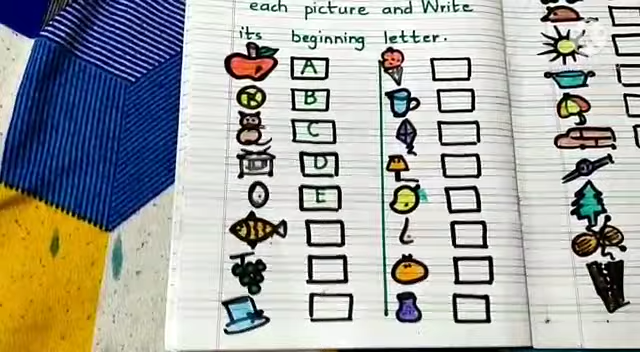 each picture and Write
its beginning letter.
A
B
C
D
E